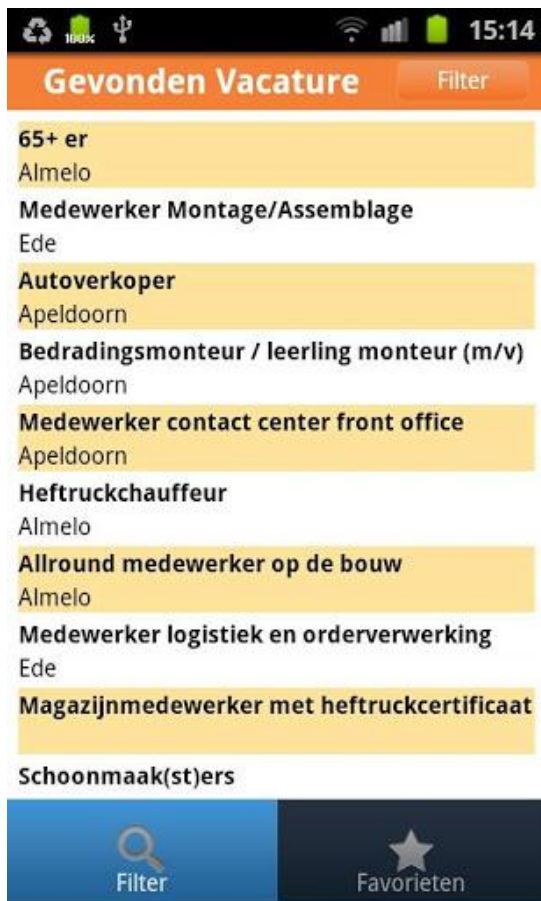 100%
15:14
Gevonden Vacature
Filter
65+ er
Almelo
Medewerker Montage/Assemblage
Ede
Autoverkoper
Apeldoorn
Bedradingsmonteur / leerling monteur (m/v)
Apeldoorn
Medewerker contact center front office
Apeldoorn
Heftruckchauffeur
Almelo
Allround medewerker op de bouw
Almelo
Medewerker logistiek en orderverwerking
Ede
Magazijnmedewerker met heftruckcertificaat
Schoonmaak(st)ers
Filter
Favorieten